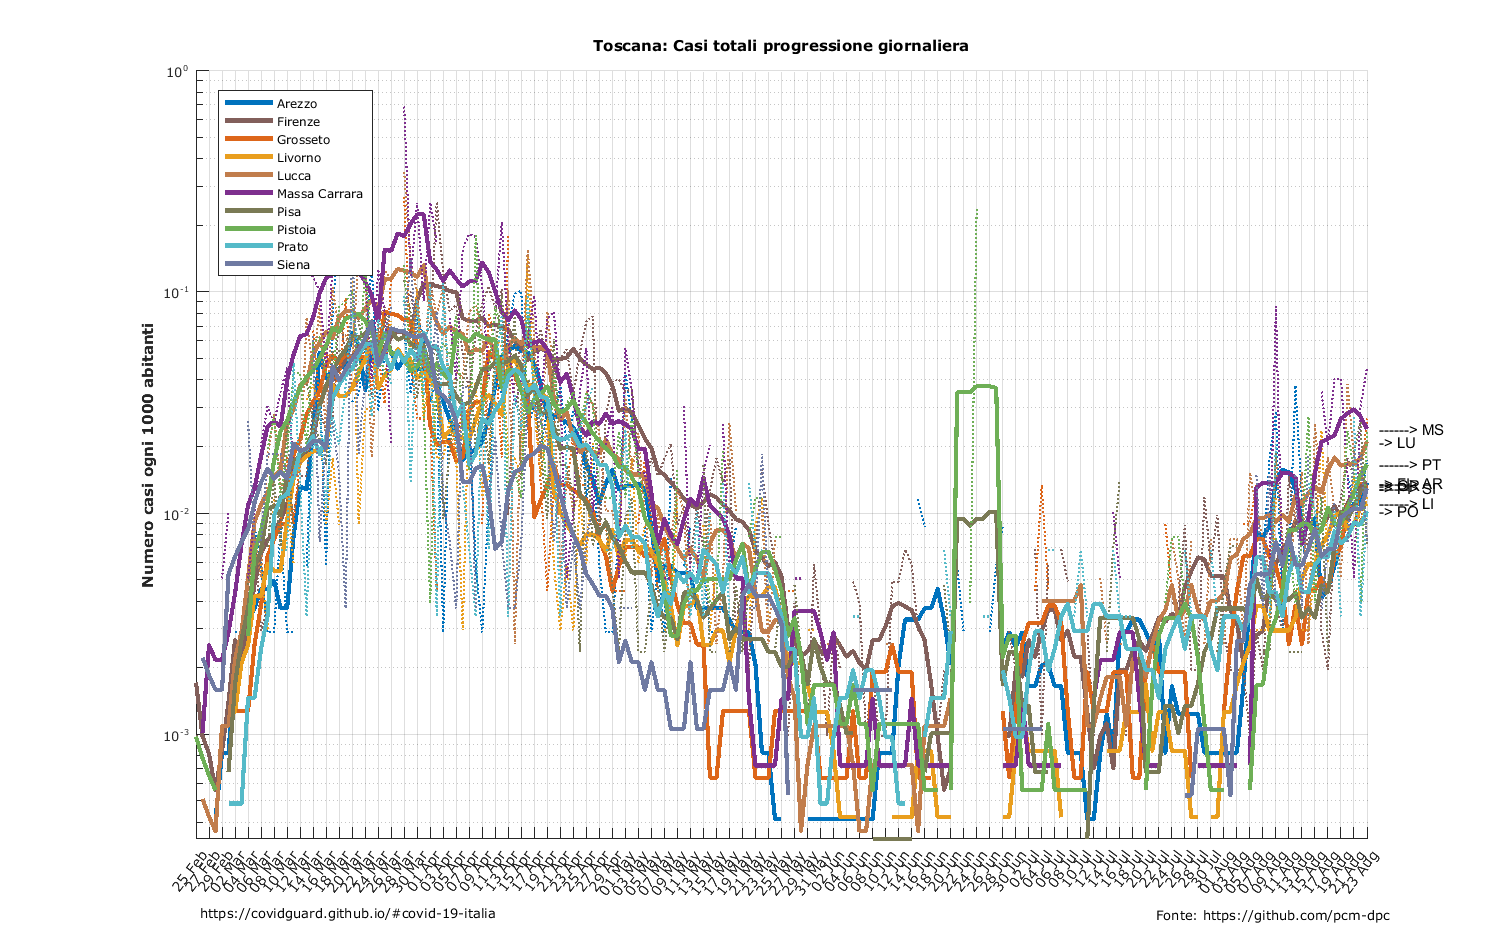 Toscana: Casi totali progressione giornaliera
Numero casi ogni 1000 abitanti
10⁰
10⁻¹
10⁻²
10⁻³
Arezzo
Firenze
Grosseto
Livorno
Lucca
Massa Carrara
Pisa
Pistoia
Prato
Siena
------> MS
-> LU
------> PT
AR
SI
------> LI
-> PO
25 Feb
27 Feb
29 Feb
02 Mar
04 Mar
06 Mar
08 Mar
10 Mar
12 Mar
14 Mar
16 Mar
18 Mar
20 Mar
22 Mar
24 Mar
26 Mar
28 Mar
30 Mar
01 Apr
03 Apr
05 Apr
07 Apr
09 Apr
11 Apr
13 Apr
15 Apr
17 Apr
19 Apr
21 Apr
23 Apr
25 Apr
27 Apr
29 Apr
01 May
03 May
05 May
07 May
09 May
11 May
13 May
15 May
17 May
19 May
21 May
23 May
25 May
27 May
29 May
31 May
02 Jun
04 Jun
06 Jun
08 Jun
10 Jun
12 Jun
14 Jun
16 Jun
18 Jun
20 Jun
22 Jun
24 Jun
26 Jun
28 Jun
30 Jun
02 Jul
04 Jul
06 Jul
08 Jul
10 Jul
12 Jul
14 Jul
16 Jul
18 Jul
20 Jul
22 Jul
24 Jul
26 Jul
28 Jul
30 Jul
01 Aug
03 Aug
05 Aug
07 Aug
09 Aug
11 Aug
13 Aug
15 Aug
17 Aug
19 Aug
21 Aug
23 Aug
https://covidguard.github.io/#covid-19-italia
Fonte: https://github.com/pcm-dpc